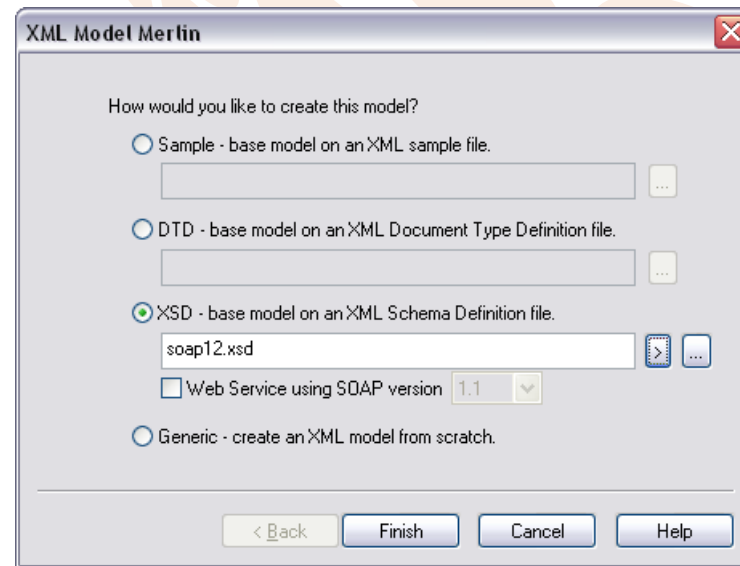 XML Model Merlin
How would you like to create this model?
Sample - base model on an XML sample file.
...
DTD - base model on an XML Document Type Definition file.
...
XSD - base model on an XML Schema Definition file.
soap12.xsd > ...
Web Service using SOAP version 1.1
Generic - create an XML model from scratch.
< Back Finish Cancel Help